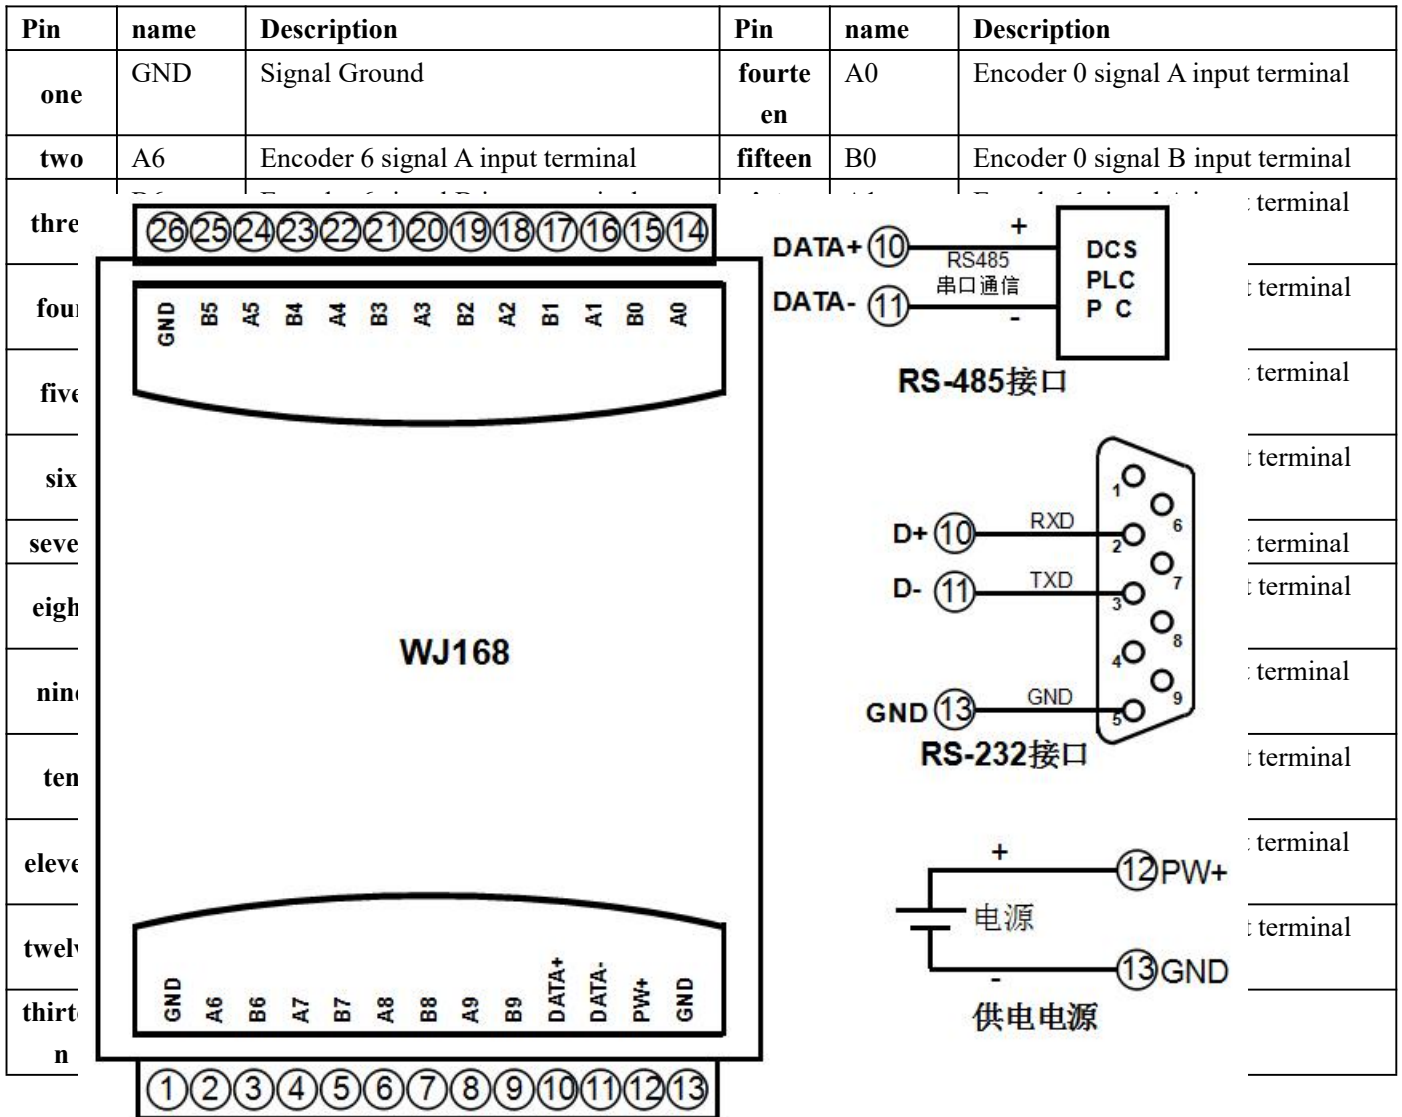 Pin name Description Pin name Description
one GND Signal Ground fourte
en A0 Encoder 0 signal A input terminal
two A6 Encoder 6 signal A input terminal fifteen B0 Encoder 0 signal B input terminal
terminal
terminal
terminal
six terminal
terminal
terminal
terminal
terminal
terminal
terminal
n
26 25 24 23 22 21 20 19 18 17 16 15 14
GND B5 A5 B4 A4 B3 A3 B2 A2 B1 A1 B0 A0
WJ168
GND A6 B6 A7 B7 A8 B8 A9 B9 DATA+ DATA- PW+ GND
1 2 3 4 5 6 7 8 9 10 11 12 13
DATA+ 10 + DCS
RS485 PLC
串口通信 P C
DATA- 11 -
RS-485接口
1
6
D+ 10 RXD 2
7
D- 11 TXD 3
8
4
9
GND 13 GND 5
RS-232接口
+ 12 PW+
电源
- 13 GND
供电电源